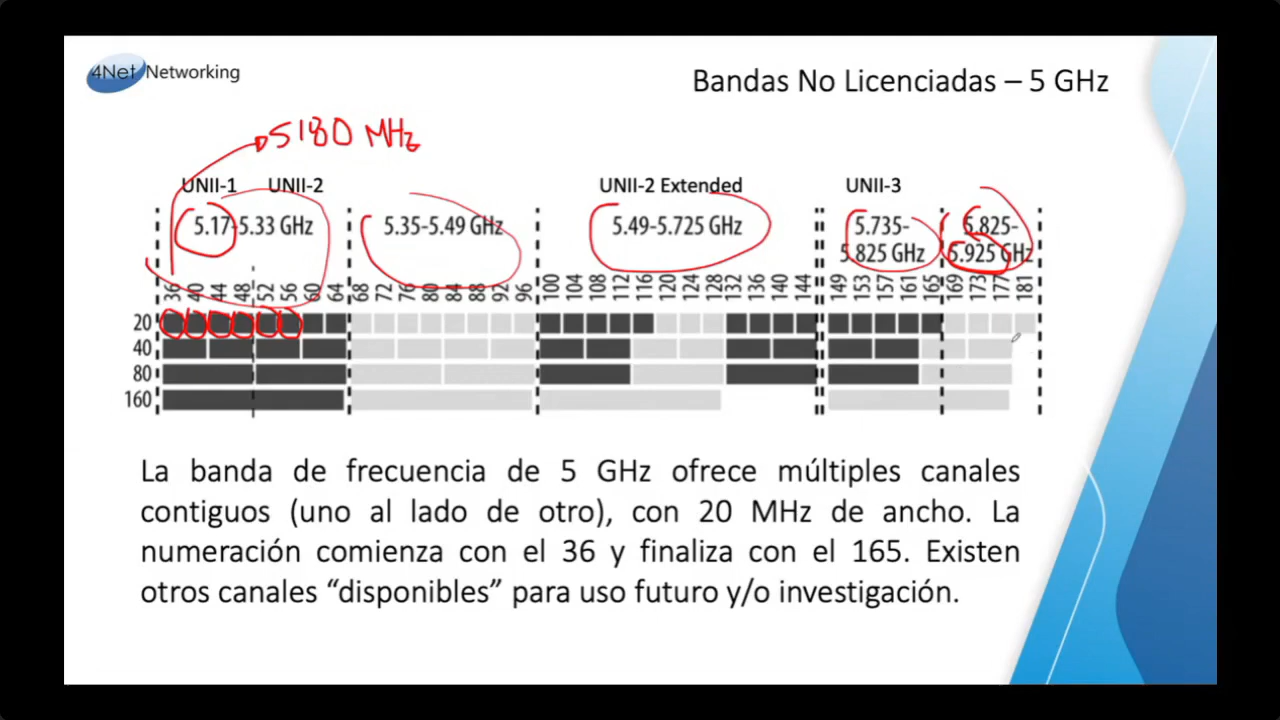 4Net Networking
Bandas No Licenciadas – 5 GHz
5180 MHz
UNII-1 UNII-2 UNII-2 Extended UNII-3
5.17-5.33 GHz 5.35-5.49 GHz 5.49-5.725 GHz 5.735- 5.825-
5.825 GHz 5.925 GHz
36 40 44 48 52 56 60 64 68 72 76 80 84 88 92 96 100 104 108 112 116 120 124 128 132 136 140 144 149 153 157 161 165 169 173 177 181
20
40
80
160
La banda de frecuencia de 5 GHz ofrece múltiples canales
contiguos (uno al lado de otro), con 20 MHz de ancho. La
numeración comienza con el 36 y finaliza con el 165. Existen
otros canales “disponibles” para uso futuro y/o investigación.